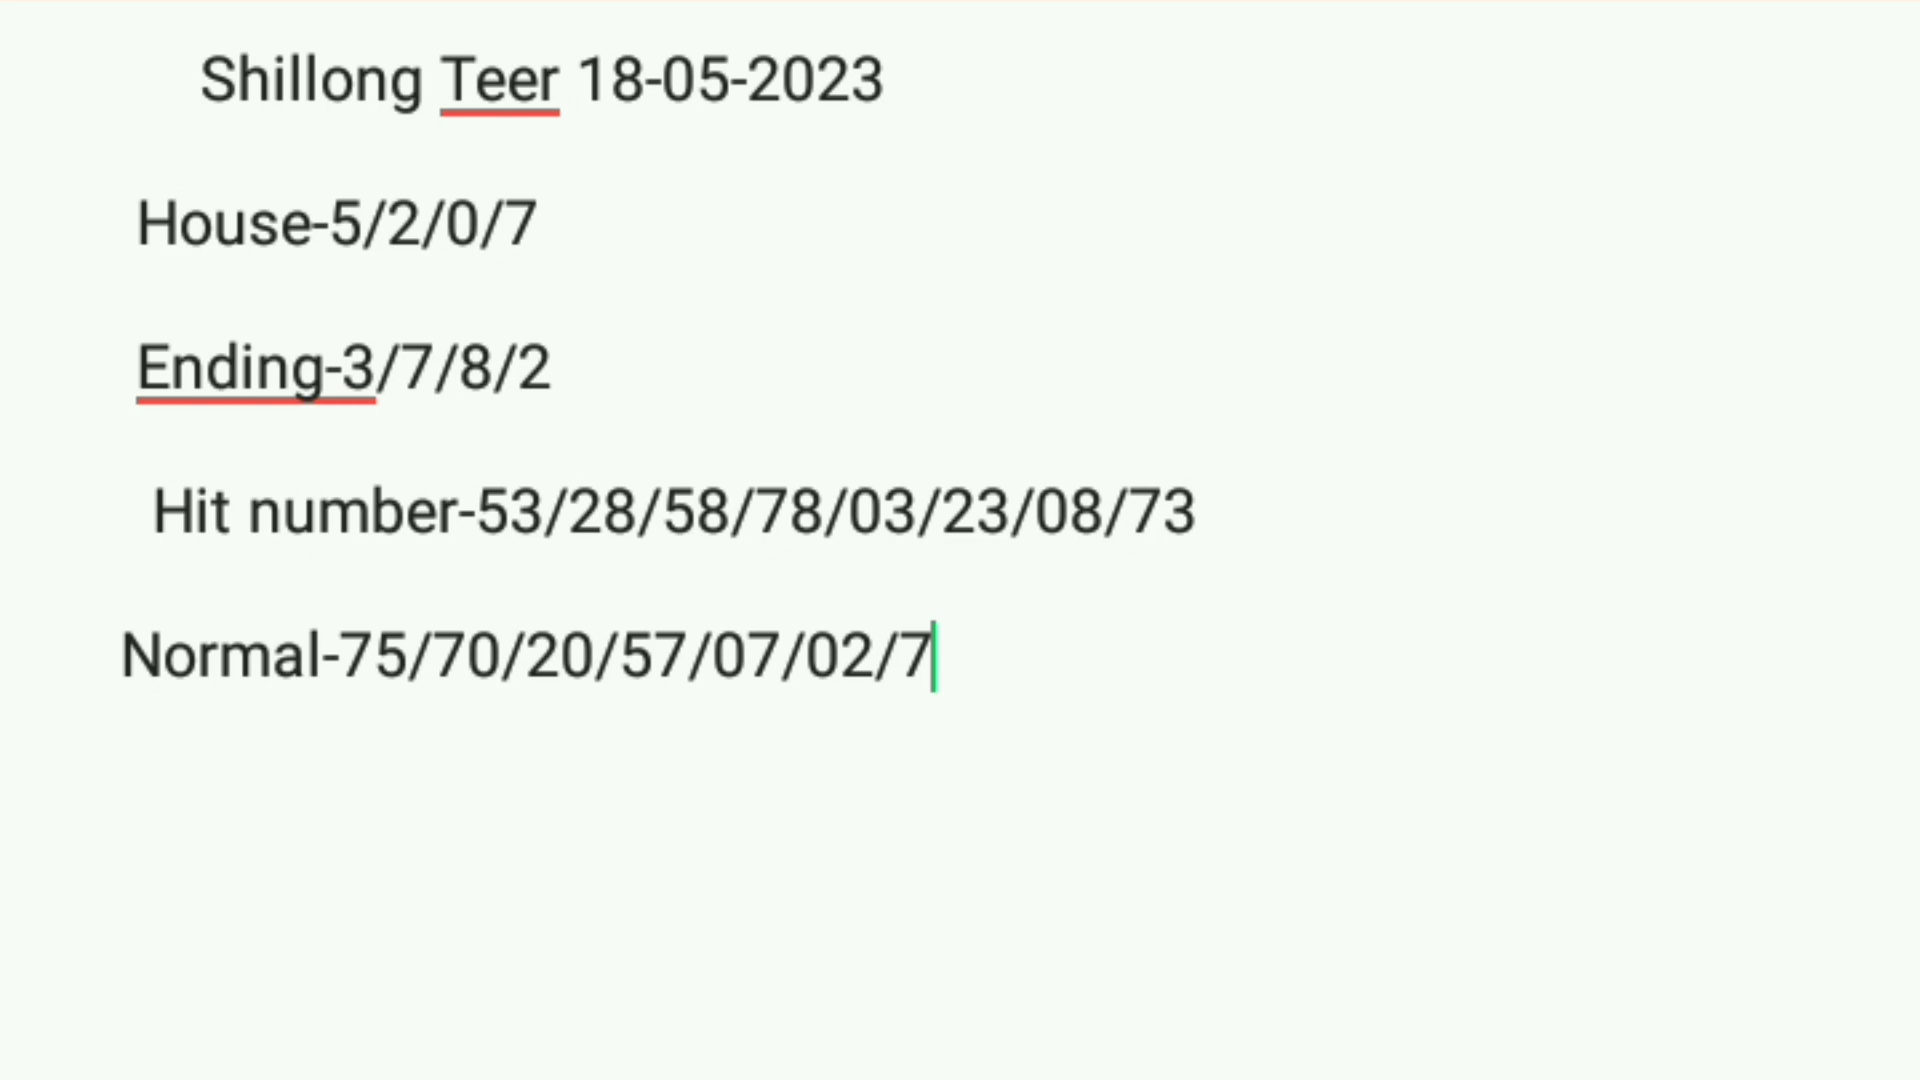 Shillong Teer 18-05-2023
House-5/2/0/7
Ending-3/7/8/2
Hit number-53/28/58/78/03/23/08/73
Normal-75/70/20/57/07/02/7